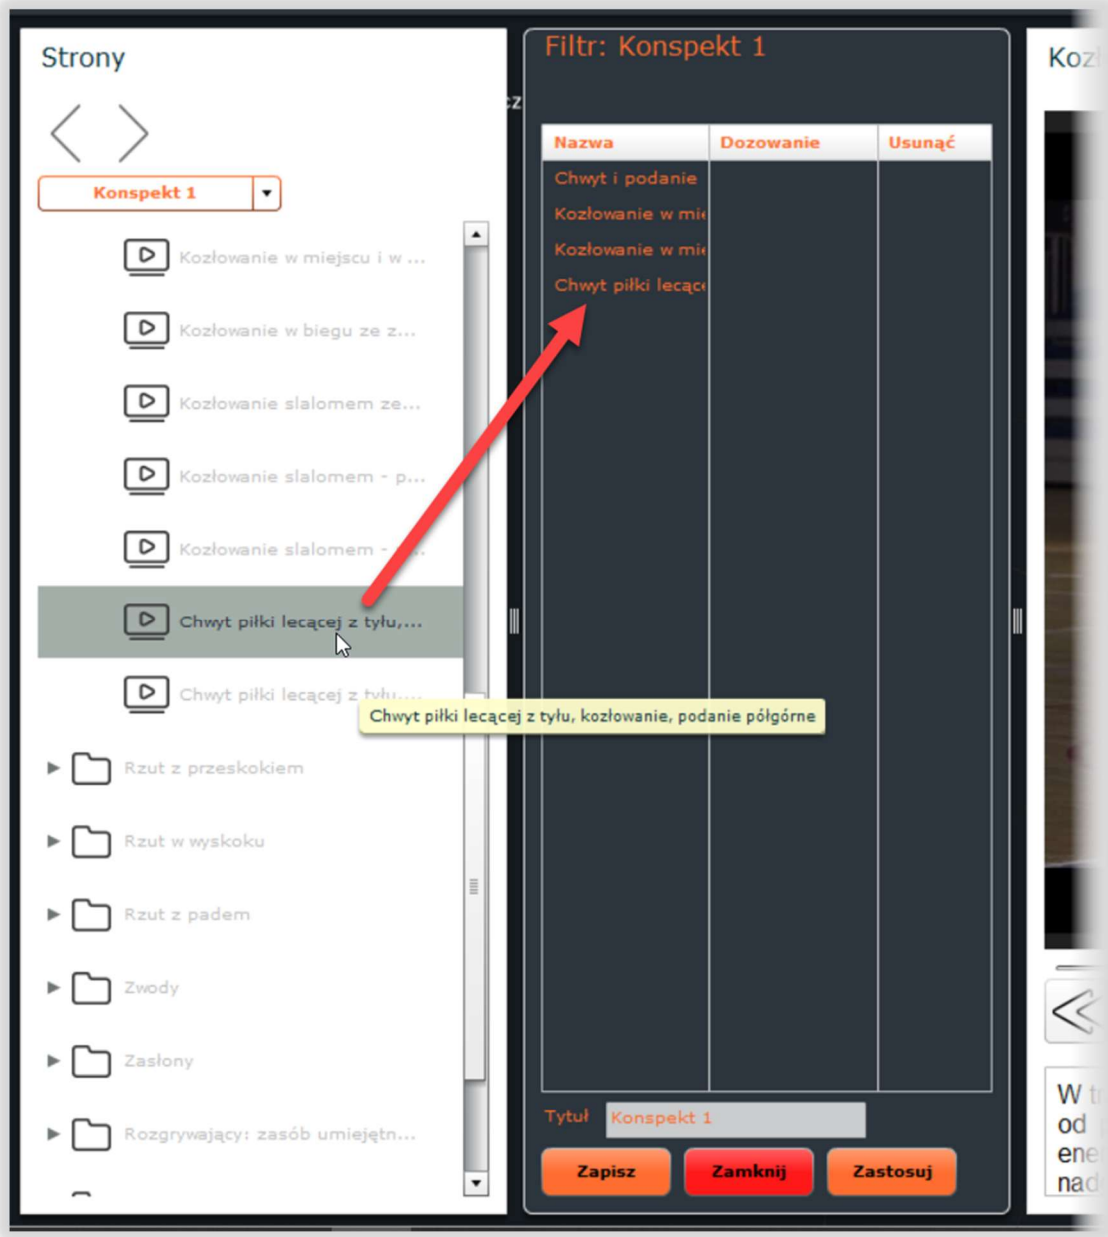 Strony
Konspekt 1
Kozłowanie w miejscu i w ...
Kozłowanie w biegu ze z...
Kozłowanie slalomem ze...
Kozłowanie slalomem - p...
Kozłowanie slalomem -
Chwyt piłki lecącej z tyłu,...
Chwyt piłki lecącej z tyłu,...
Chwyt piłki lecącej z tyłu, kozłowanie, podanie półgórne
Rzut z przeskokiem
Rzut w wyskoku
Rzut z padem
Zwody
Zasłony
Rozgrywający: zasób umiejętn...
cz
Filtr: Konspekt 1
Nazwa Dozowanie Usunąć
Chwyt i podanie
Kozłowanie w mie
Kozłowanie w mie
Chwyt piłki lecące
Tytuł Konspekt 1
Zapisz Zamknij Zastosuj
Kozł
W t
od
ene
nad